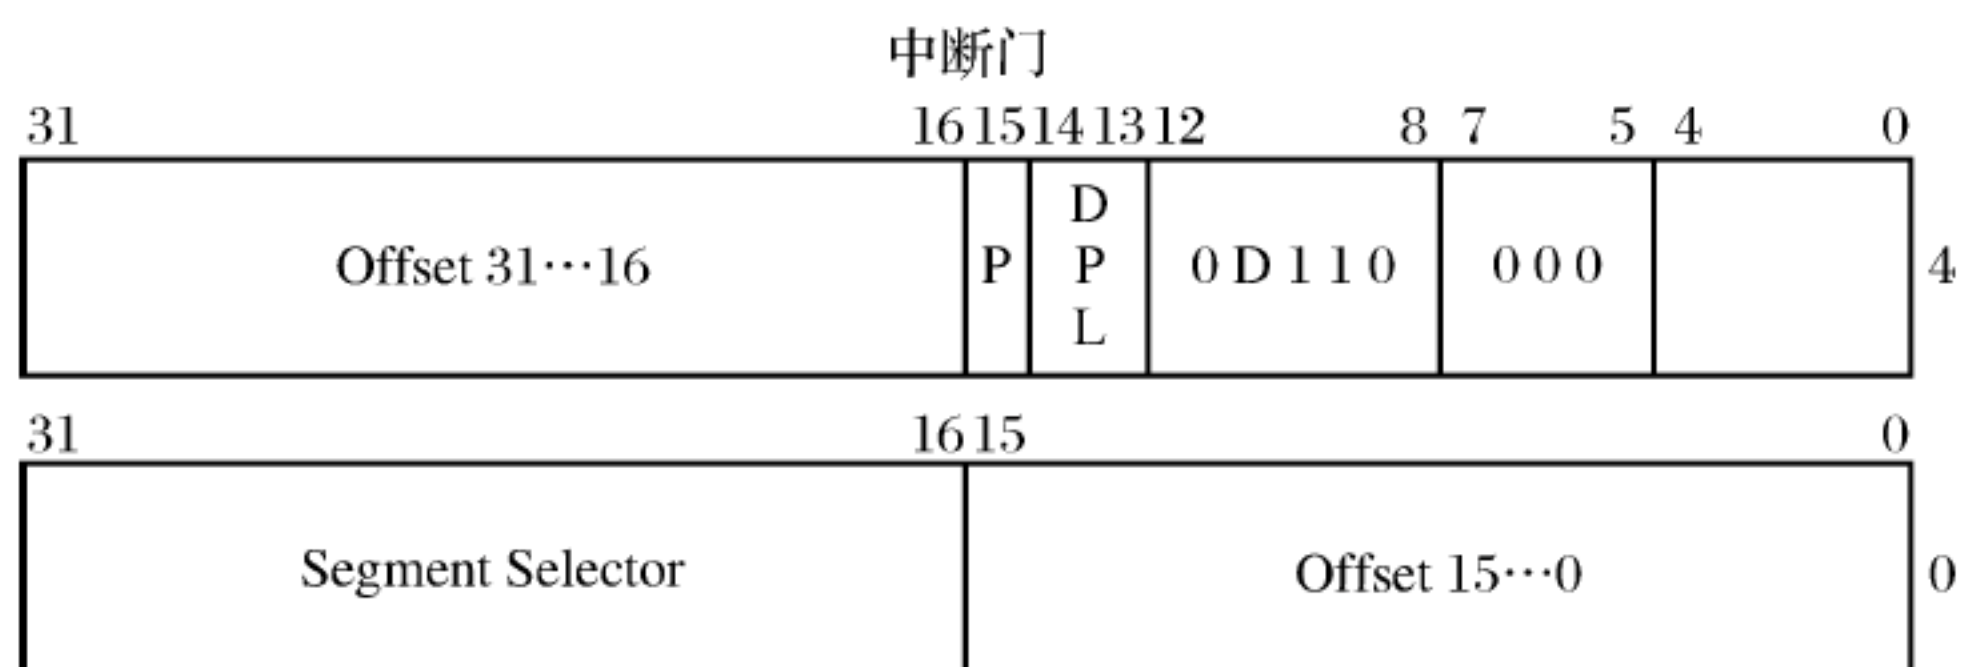 中断门
31 16 15 14 13 12 8 7 5 4 0
Offset 31…16 P DPL 0 D 1 1 0 0 0 0 4
31 16 15 0
Segment Selector Offset 15…0 0